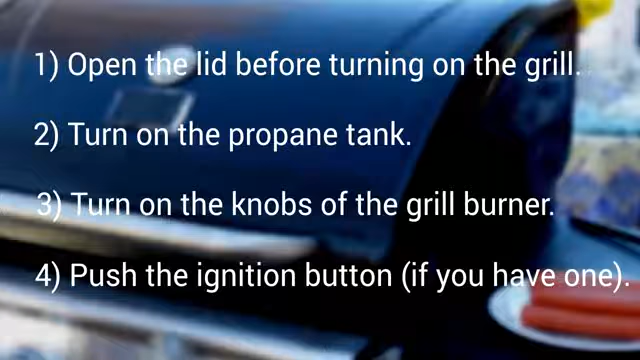 1) Open the lid before turning on the grill.
2) Turn on the propane tank.
3) Turn on the knobs of the grill burner.
4) Push the ignition button (if you have one).